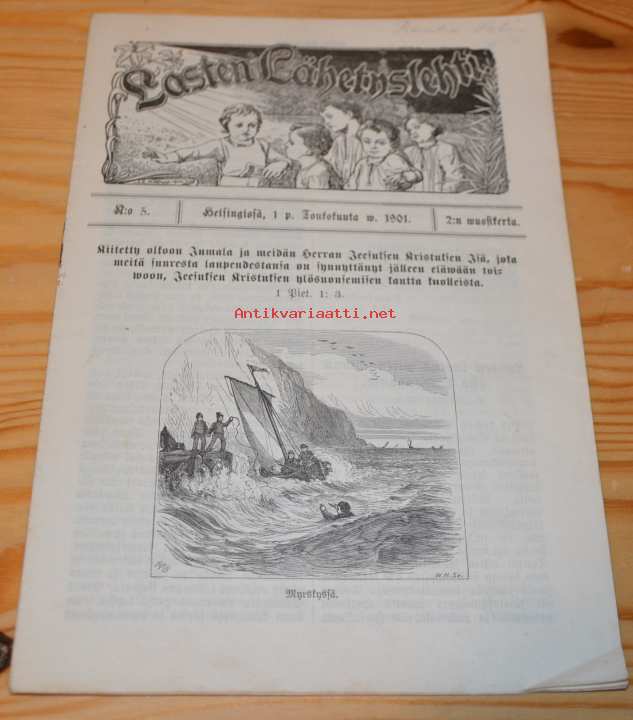 Lasten Lähetyslehti.
N:o 5.
Helsingissä, 1 p. Toukokuuta w. 1901.
2:n wuosikerta.
Kiitetty olkoon Jumala ja meidän Herran Jeesuksen Kristuksen Isä, joka
meitä suuresta laupeudestansa on synnyttänyt jälleen eläwään toi=
woon, Jeesuksen Kristuksen ylösnousemisen kautta kuolleista.
1 Piet. 1: 3.
Antikvariaatti.net
Myrskyssä.